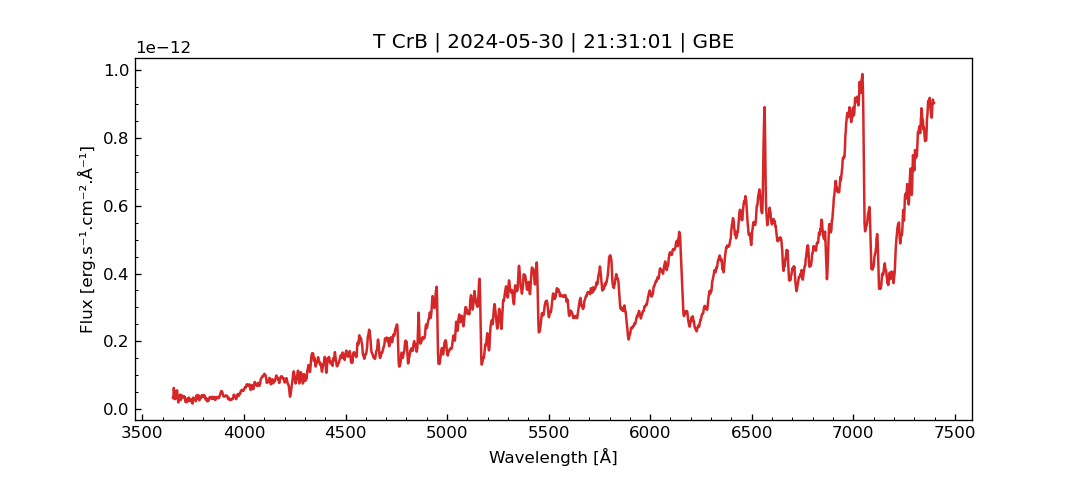 T CrB | 2024-05-30 | 21:31:01 | GBE
1e−12
1.0
0.8
0.6
0.4
0.2
0.0
Flux [erg.s⁻¹.cm⁻².Å⁻¹]
3500 4000 4500 5000 5500 6000 6500 7000 7500
Wavelength [Å]